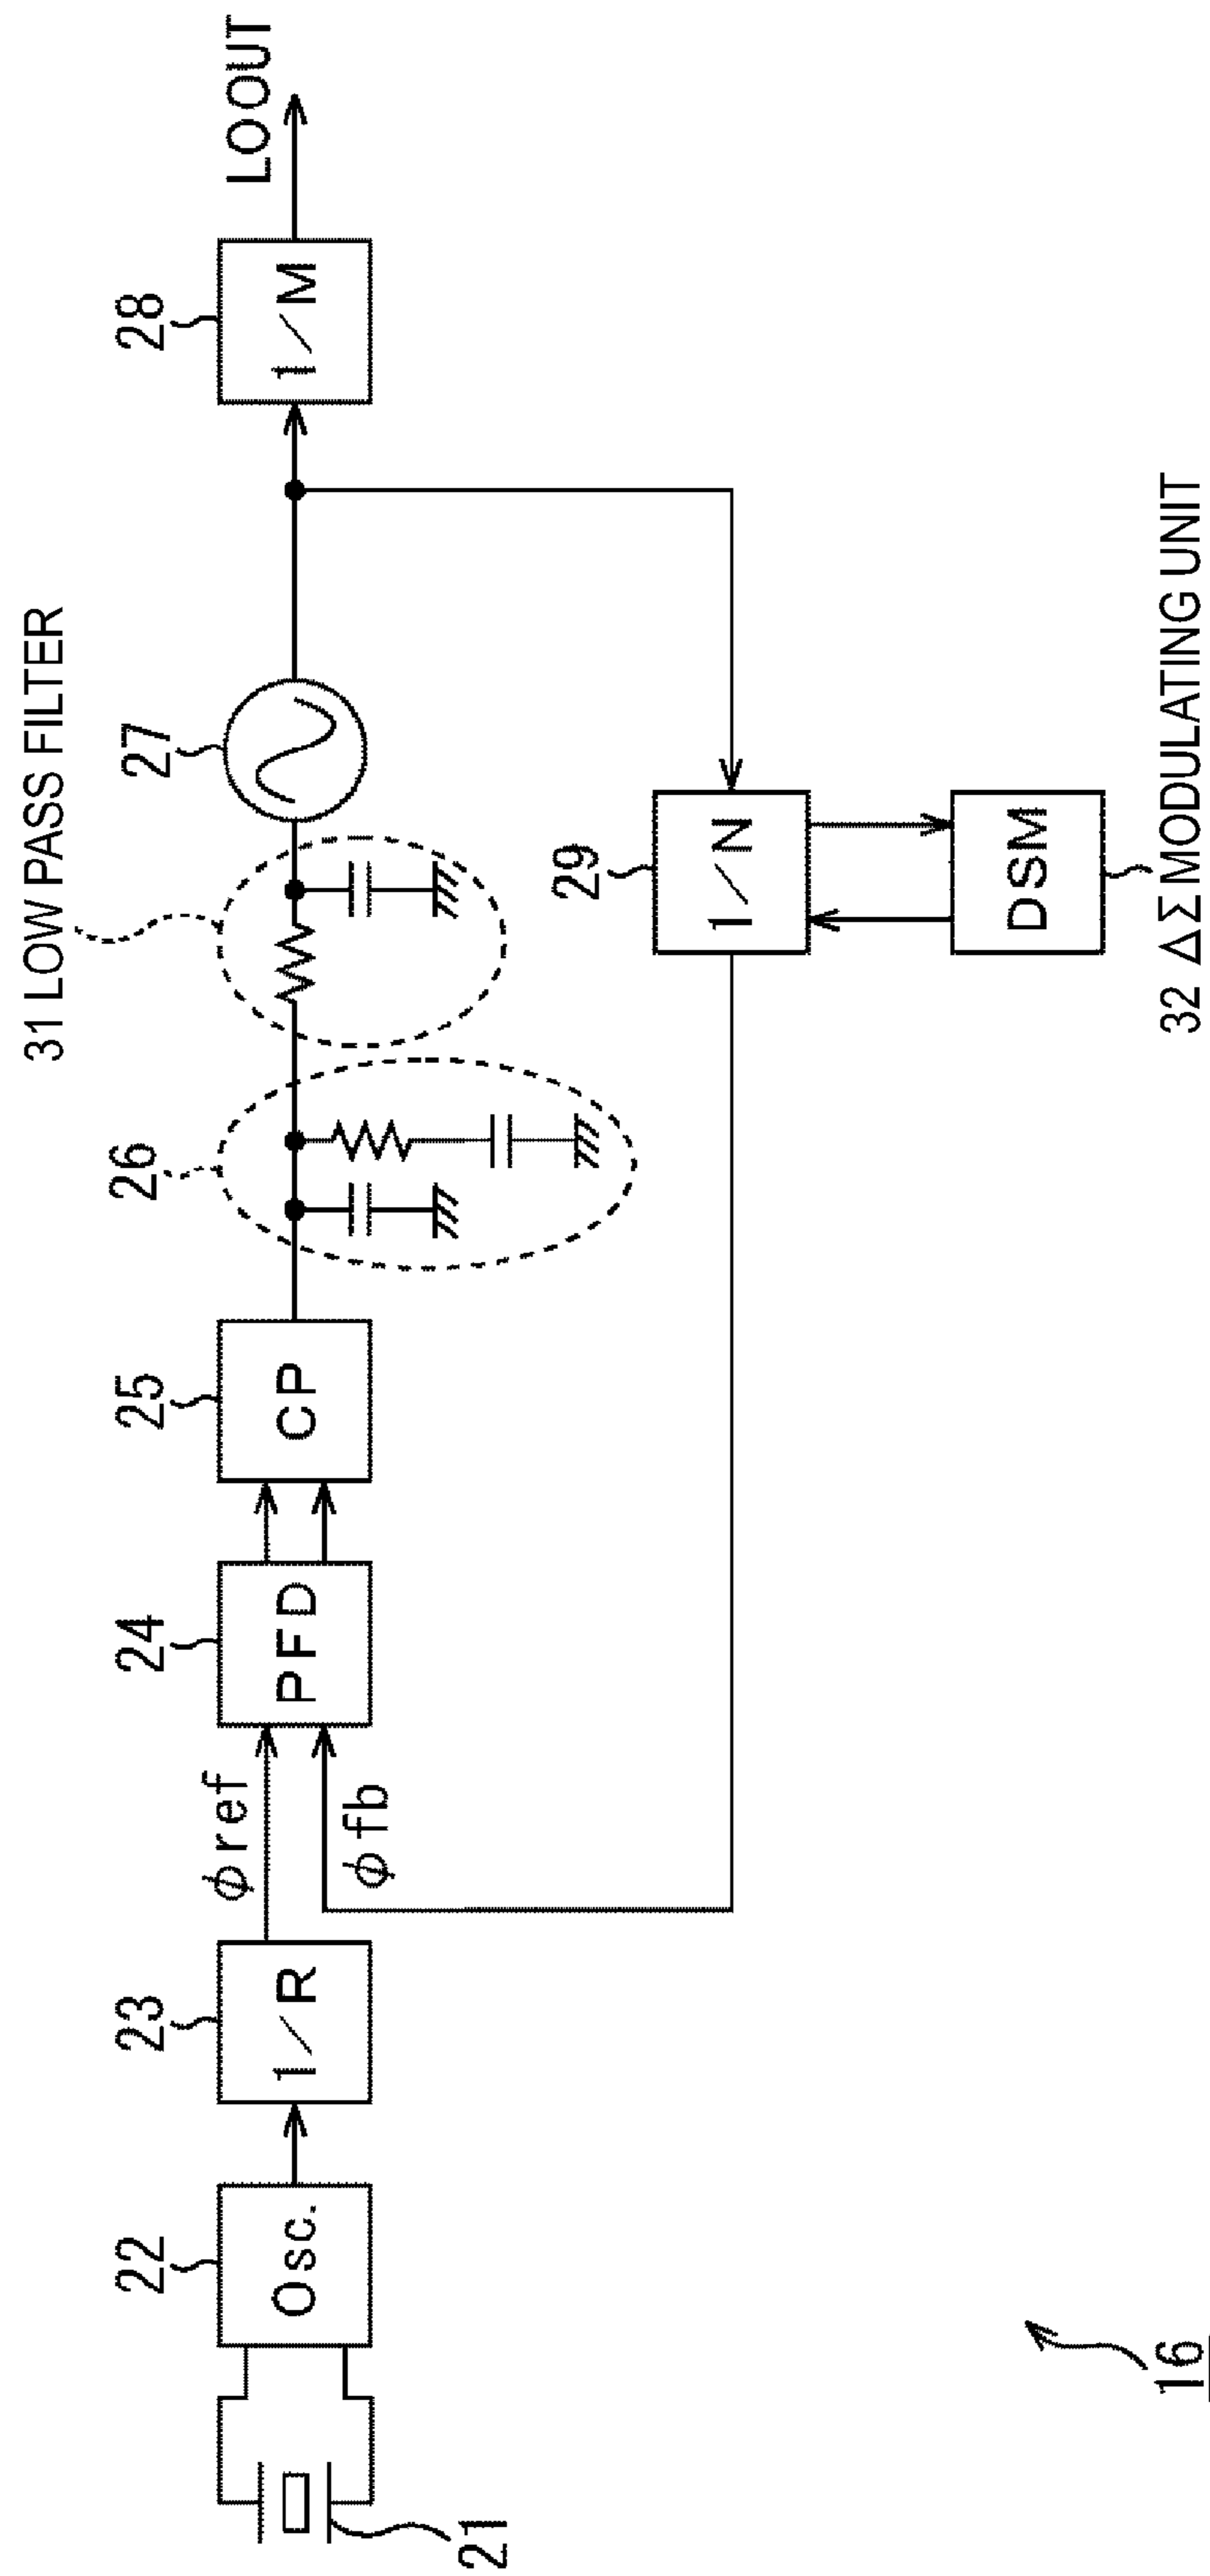 31 LOW PASS FILTER
21
22
23
24
25
26
27
28
Osc.
1/R
φref
φfb
PFD
CP
1/M
LOOUT
29
1/N
DSM
32 ΔΣ MODULATING UNIT
16